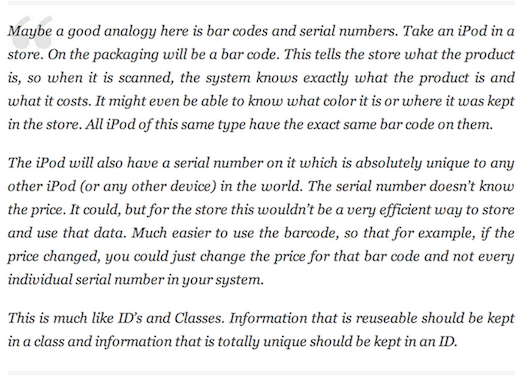 Maybe a good analogy here is bar codes and serial numbers. Take an iPod in a
store. On the packaging will be a bar code. This tells the store what the product
is, so when it is scanned, the system knows exactly what the product is and
what it costs. It might even be able to know what color it is or where it was kept
in the store. All iPod of this same type have the exact same bar code on them.
The iPod will also have a serial number on it which is absolutely unique to any
other iPod (or any other device) in the world. The serial number doesn't know
the price. It could, but for the store this wouldn't be a very efficient way to store
and use that data. Much easier to use the barcode, so that for example, if the
price changed, you could just change the price for that bar code and not every
individual serial number in your system.
This is much like ID's and Classes. Information that is reuseable should be kept
in a class and information that is totally unique should be kept in an ID.